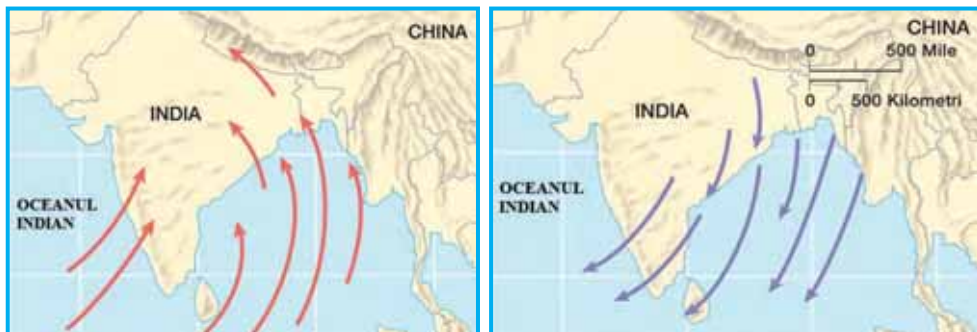 CHINA
INDIA
OCEANUL
INDIAN
CHINA
0 500 Mile
0 500 Kilometri
INDIA
OCEANUL
INDIAN